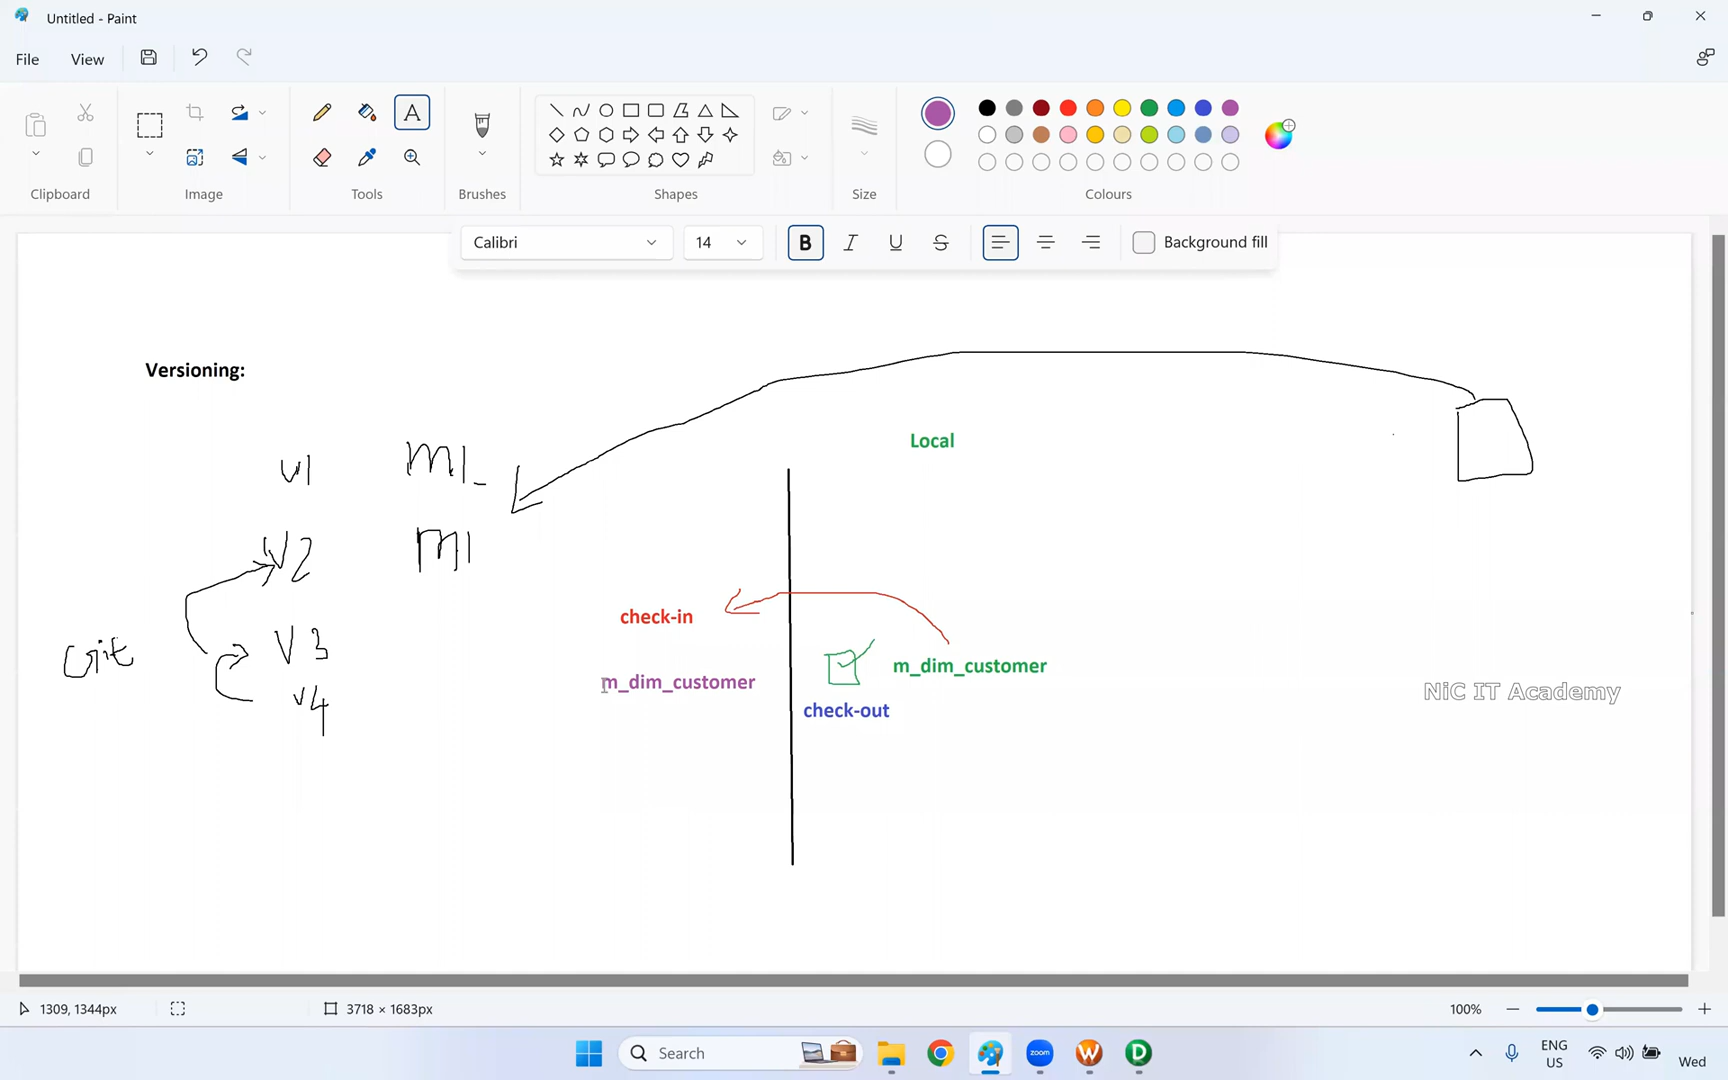 Untitled - Paint
File
View
Clipboard
Image
Tools
Brushes
Shapes
Size
Colours
Calibri
14
B
Background fill
Versioning:
Local
V1 M1_
V2 M1
check-in
Git
V3
m_dim_customer
m_dim_customer
NiC IT Academy
V4
check-out
1309, 1344px
3718 × 1683px
100%
Search
zoom
W
D
ENG
US
Wed